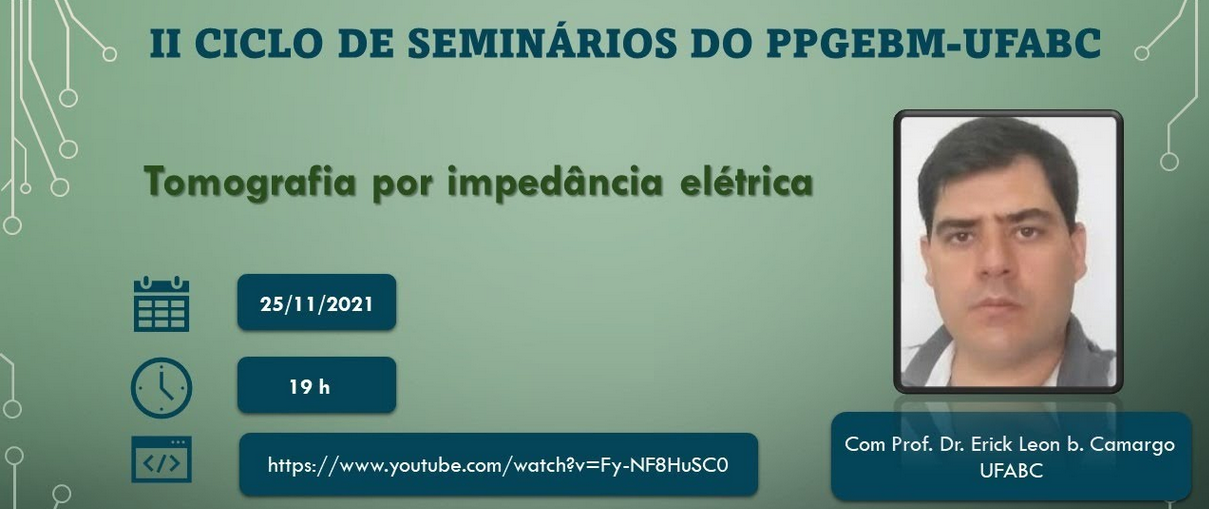 II CICLO DE SEMINÁRIOS DO PPGEBM-UFABC
Tomografia por impedância elétrica
25/11/2021
19 h
</>
https://www.youtube.com/watch?v=Fy-NF8HuSC0
Com Prof. Dr. Erick Leon b. Camargo
UFABC